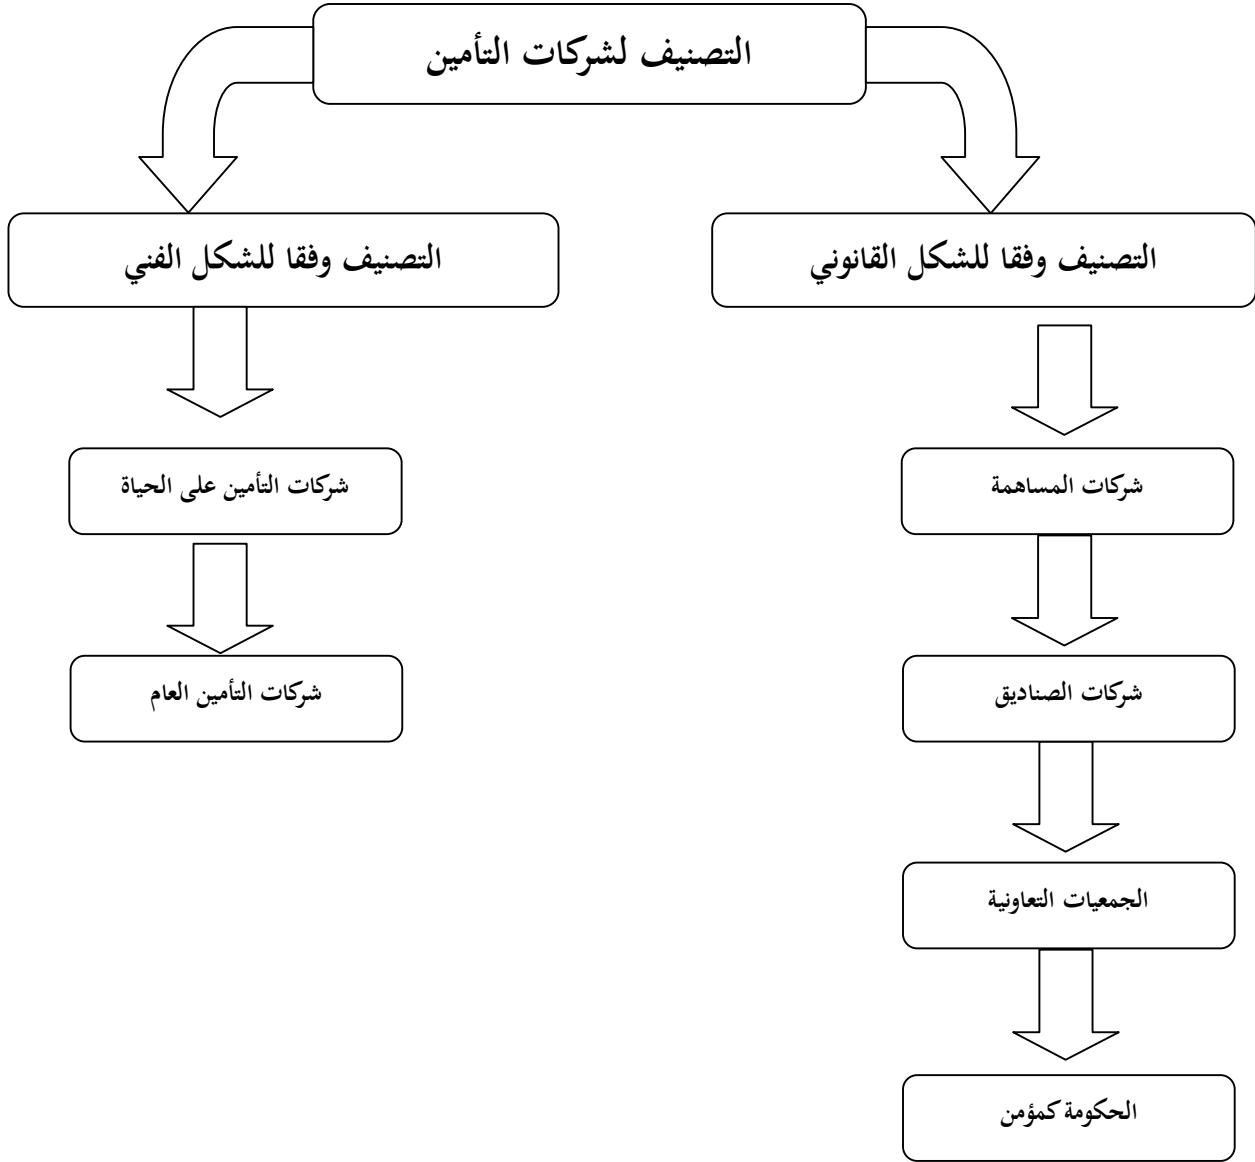 التصنيف لشركات التأمين
التصنيف وفقا للشكل القانوني
التصنيف وفقا للشكل الفني
شركات المساهمة
شركات التأمين على الحياة
شركات الصناديق
شركات التأمين العام
الجمعيات التعاونية
الحكومة كمؤمن